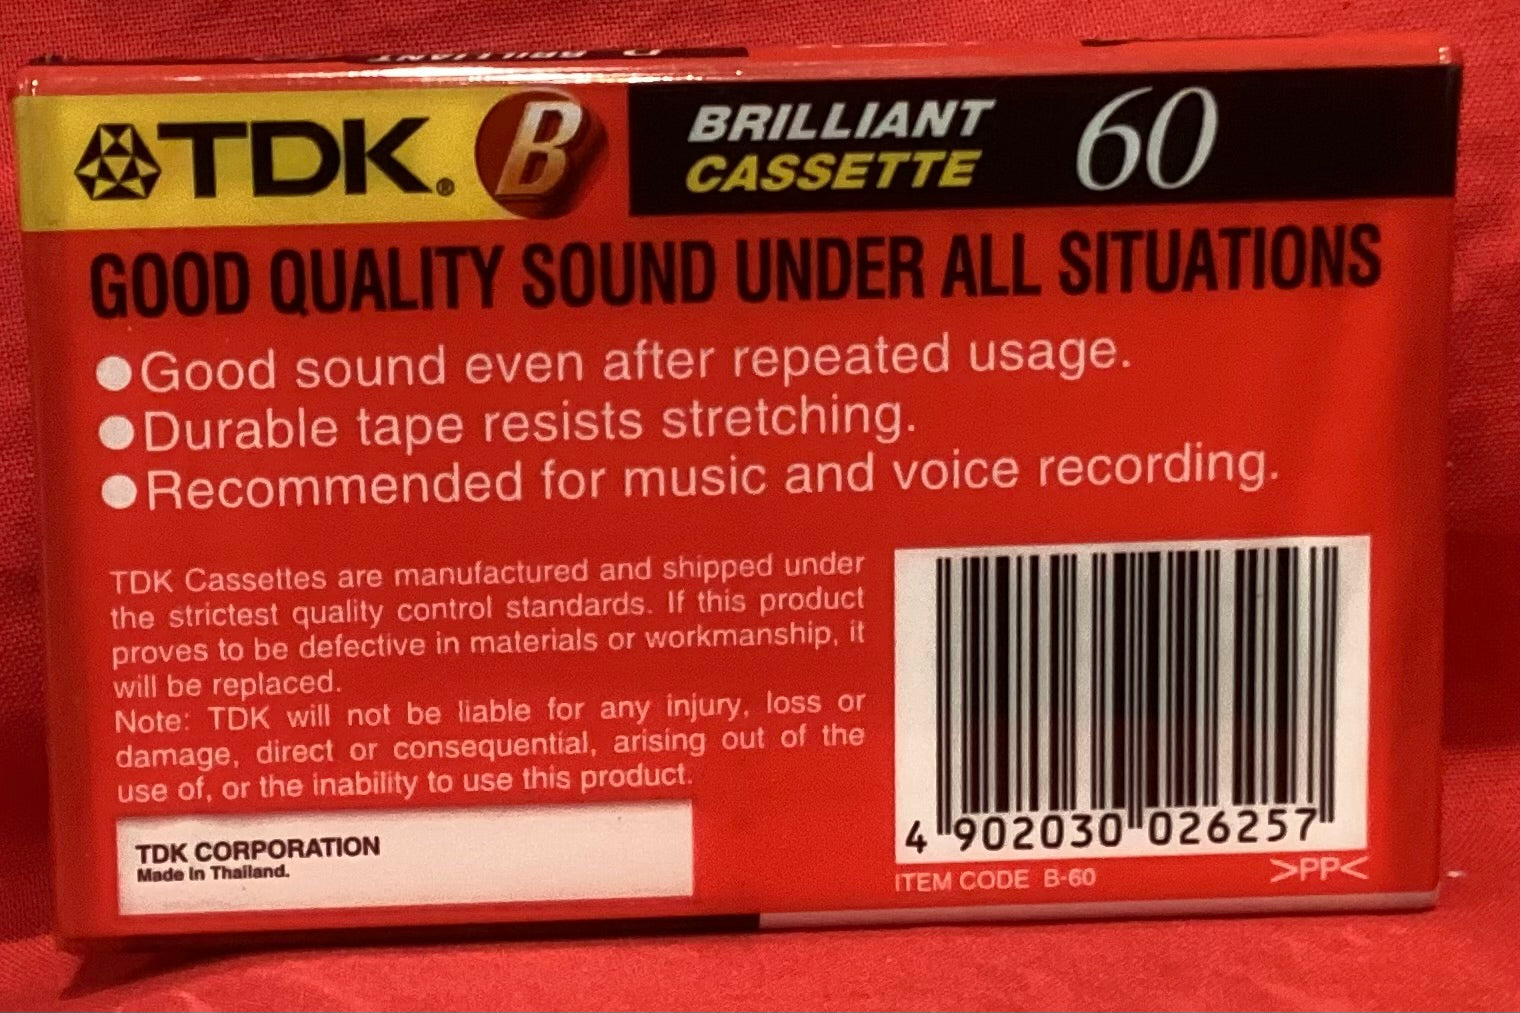 TDK® B BRILLIANT CASSETTE 60
GOOD QUALITY SOUND UNDER ALL SITUATIONS
●Good sound even after repeated usage.
●Durable tape resists stretching.
●Recommended for music and voice recording.
TDK Cassettes are manufactured and shipped under
the strictest quality control standards. If this product
proves to be defective in materials or workmanship, it
will be replaced.
Note: TDK will not be liable for any injury, loss or
damage, direct or consequential, arising out of the
use of, or the inability to use this product.
TDK CORPORATION
Made In Thailand.
4 902030 026257
ITEM CODE B-60
>PP<